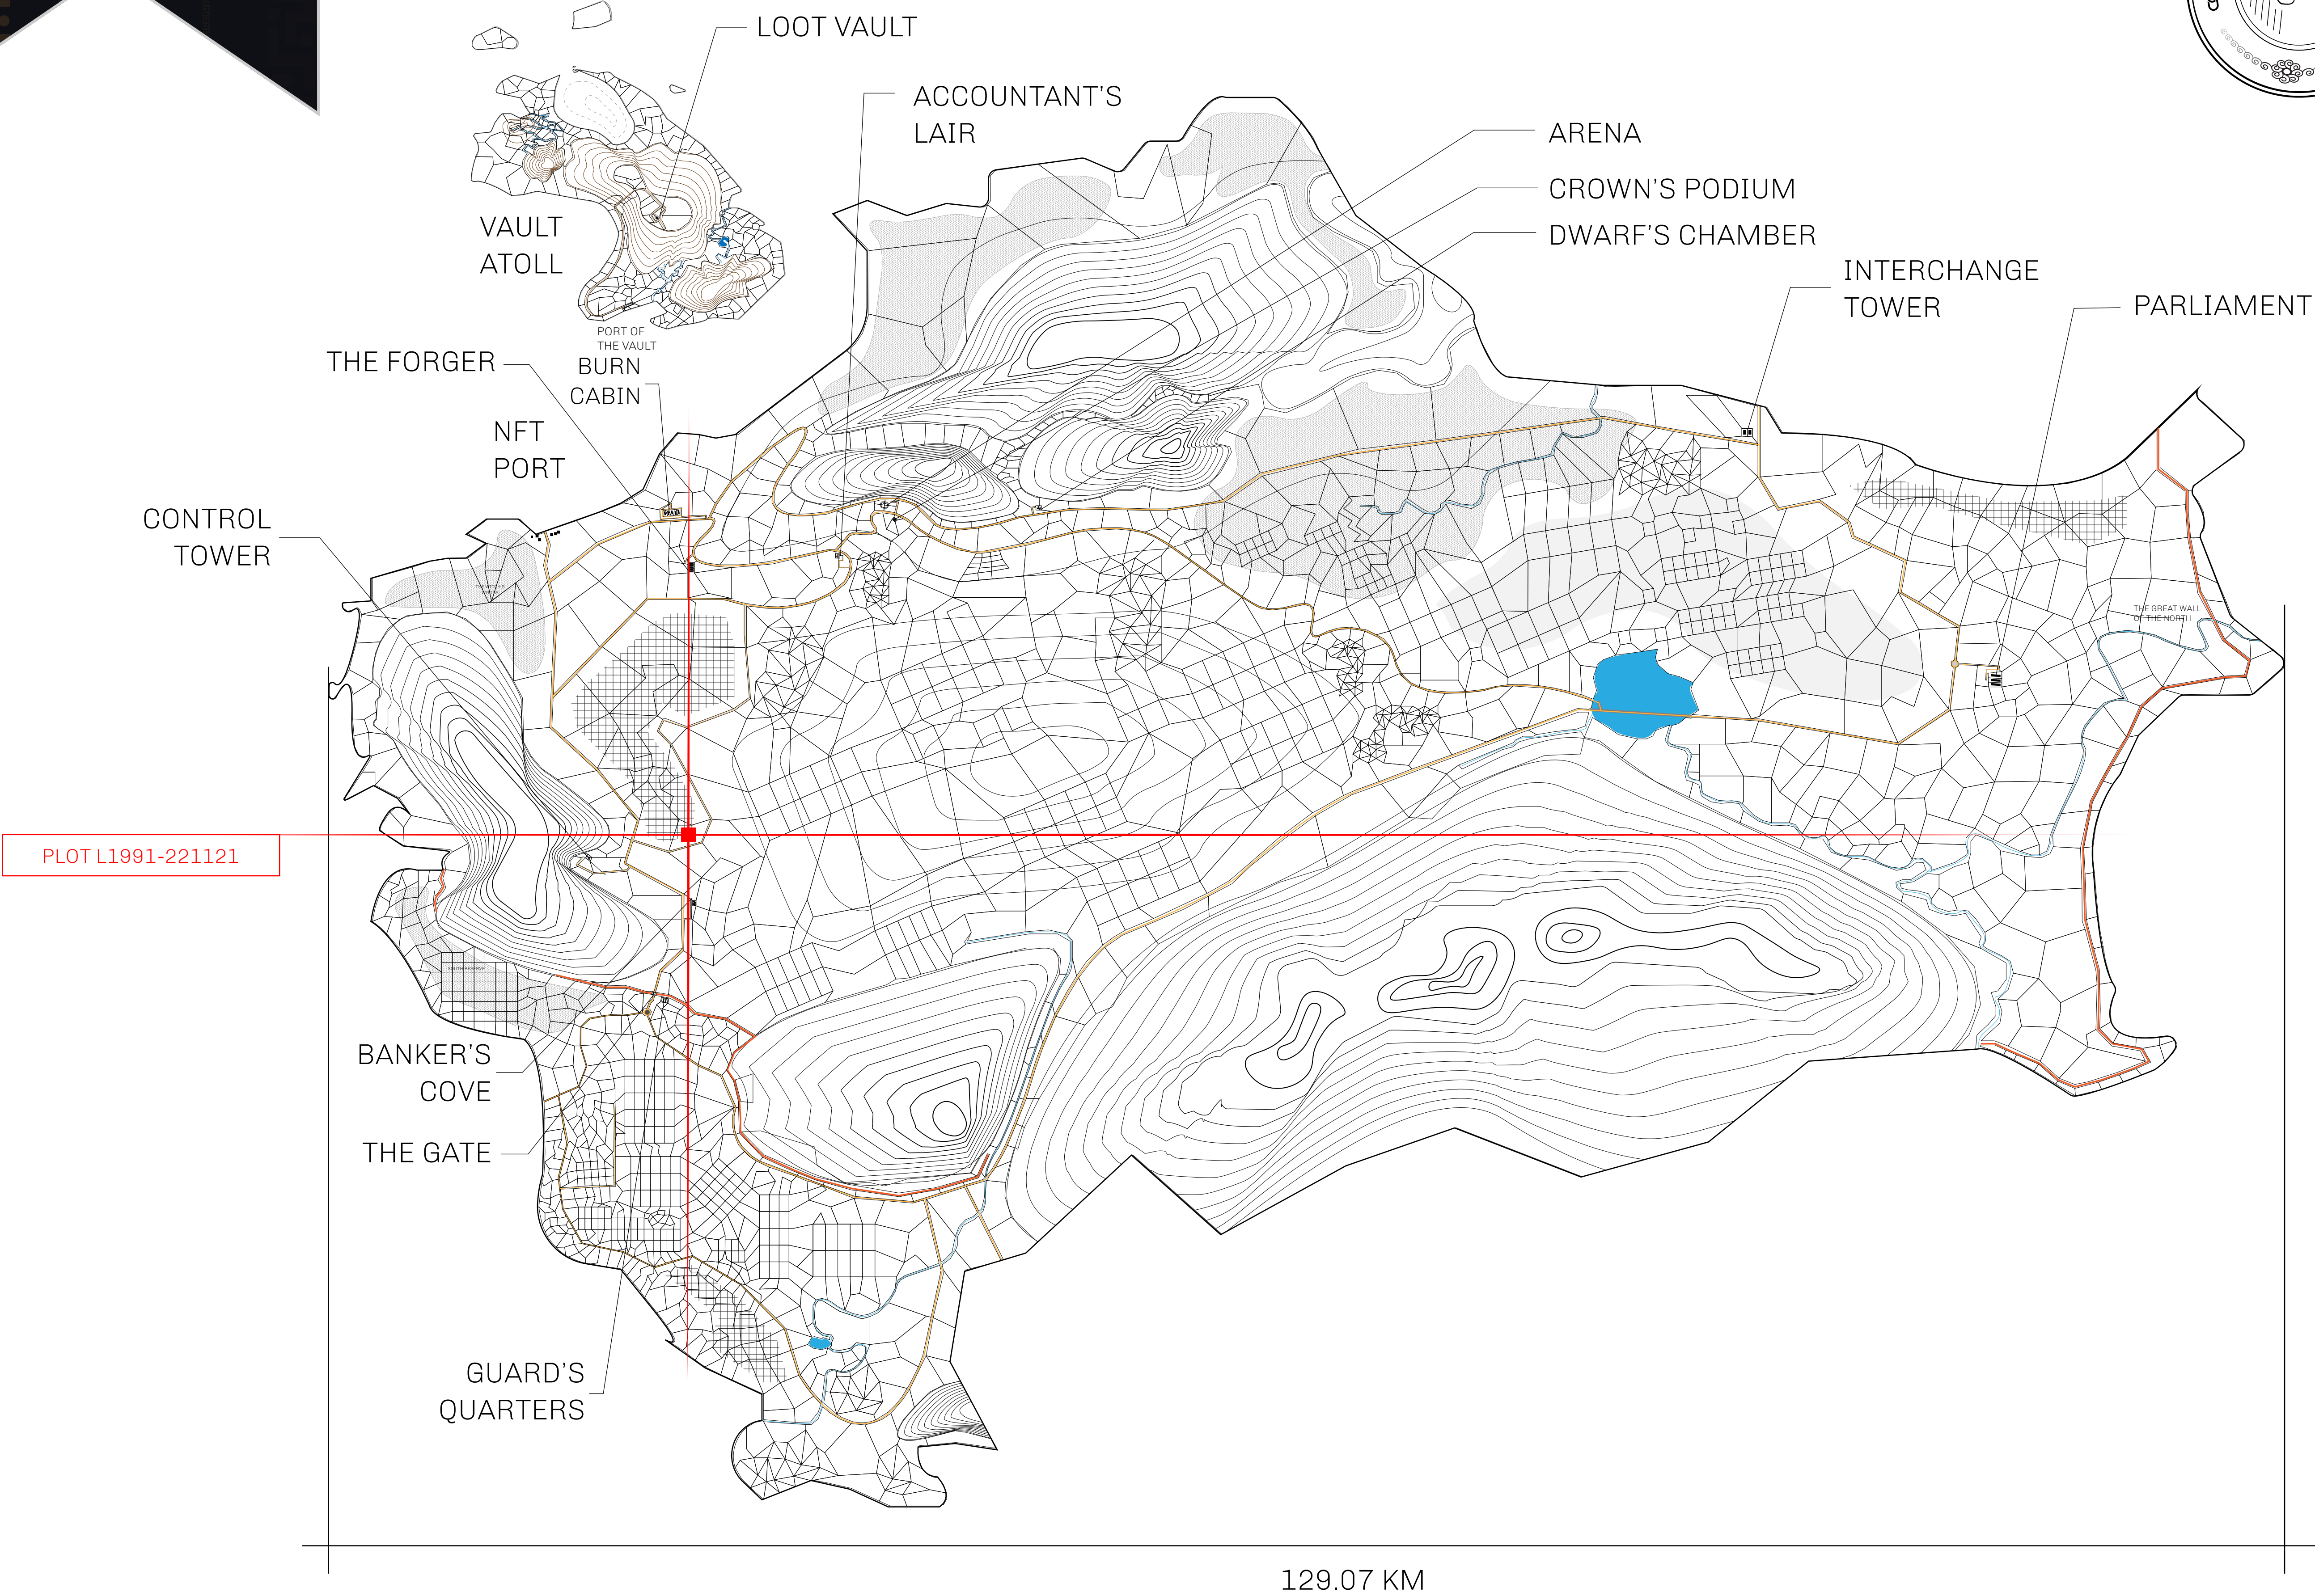 LOOT VAULT
ACCOUNTANT'S
LAIR
ARENA
CROWN'S PODIUM
DWARF'S CHAMBER
VAULT
ATOLL
INTERCHANGE
TOWER
PARLIAMENT
PORT OF
THE VAULT
THE FORGER
BURN
CABIN
NFT
PORT
CONTROL
TOWER
THE GREAT WALL
OF THE NORTH
PLOT L1991-221121
SOUTH RESERVE
BANKER'S
COVE
THE GATE
GUARD'S
QUARTERS
129.07 KM